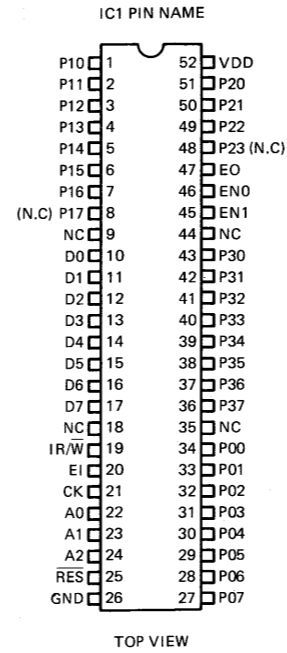 IC1 PIN NAME
P10 1 52 VDD
P11 2 51 P20
P12 3 50 P21
P13 4 49 P22
P14 5 48 P23 (N.C)
P15 6 47 EO
P16 7 46 EN0
(N.C) P17 8 45 EN1
NC 9 44 NC
D0 10 43 P30
D1 11 42 P31
D2 12 41 P32
D3 13 40 P33
D4 14 39 P34
D5 15 38 P35
D6 16 37 P36
D7 17 36 P37
NC 18 35 NC
IR/W̅ 19 34 P00
EI 20 33 P01
CK 21 32 P02
A0 22 31 P03
A1 23 30 P04
A2 24 29 P05
R̅E̅S̅ 25 28 P06
GND 26 27 P07
TOP VIEW